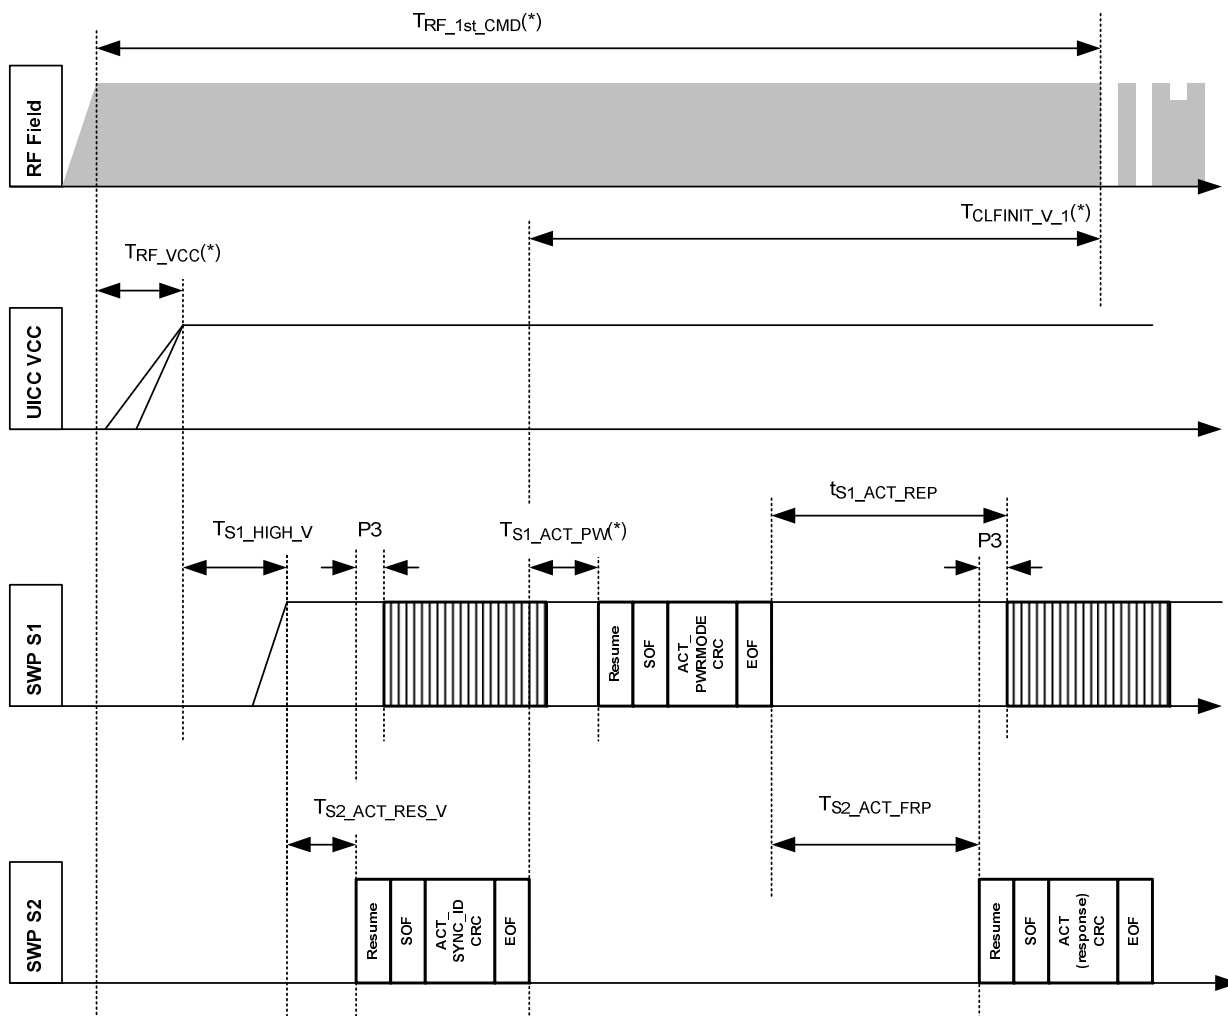 TRF_1st_CMD(*)
RF Field
TCLFINIT_V_1(*)
TRF_VCC(*)
UICC VCC
tS1_ACT_REP
TS1_HIGH_V
P3
TS1_ACT_PW(*)
P3
SWP S1
Resume
SOF
ACT_
PWRMODE
CRC
EOF
TS2_ACT_RES_V
TS2_ACT_FRP
SWP S2
Resume
SOF
ACT_
SYNC_ID
CRC
EOF
Resume
SOF
ACT
(response)
CRC
EOF